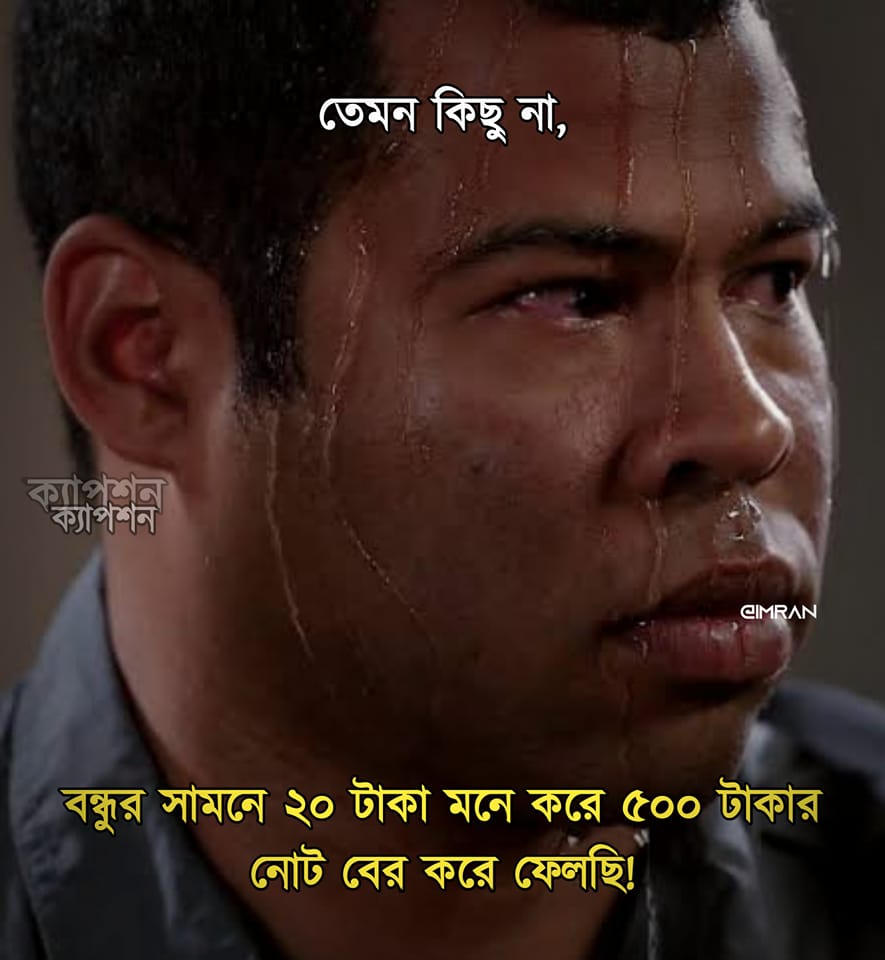 তেমন কিছু না,
ক্যাপশন
ক্যাপশন
@IMRAN
বন্ধুর সামনে ২০ টাকা মনে করে ৫০০ টাকার
নোট বের করে ফেলছি!